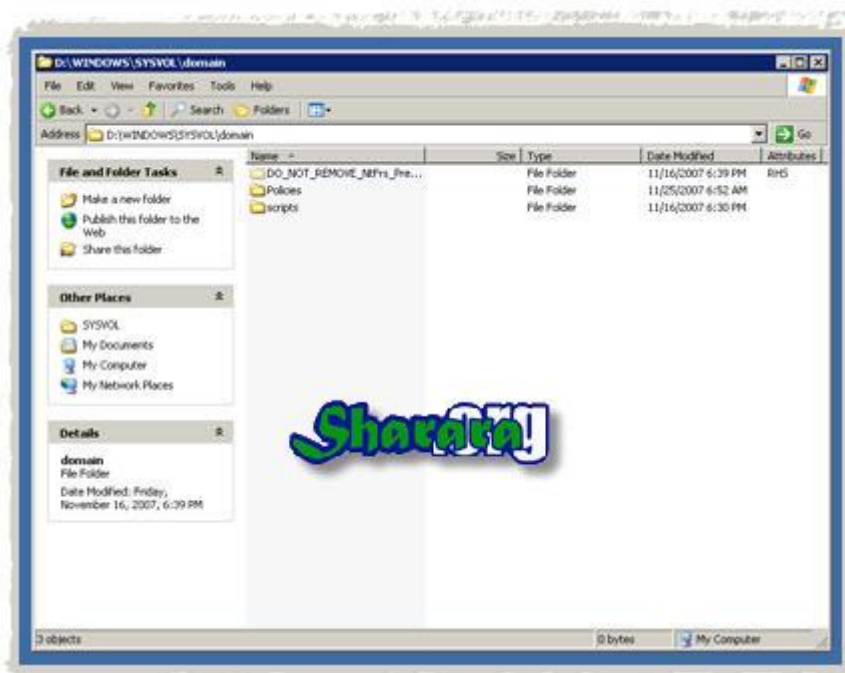 D:\WINDOWS\SYSVOL\domain
File Edit View Favorites Tools Help
Back Search Folders
Address D:\WINDOWS\SYSVOL\domain Go
File and Folder Tasks
Make a new folder
Publish this folder to the
Web
Share this folder
Other Places
SYSVOL
My Documents
My Computer
My Network Places
Details
domain
File Folder
Date Modified: Friday,
November 16, 2007, 6:39 PM
Name Size Type Date Modified Attributes
DO_NOT_REMOVE_NtFrs_Pre... File Folder 11/16/2007 6:39 PM RHS
Policies File Folder 11/25/2007 6:52 AM
scripts File Folder 11/16/2007 6:30 PM
Sharara.org
3 objects 0 bytes My Computer